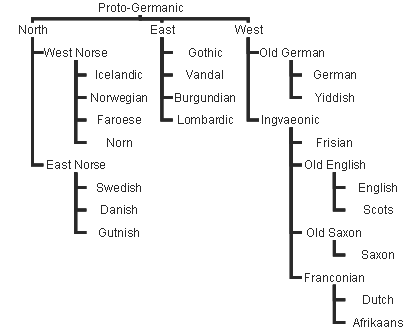 Proto-Germanic
North
West Norse
Icelandic
Norwegian
Faroese
Norn
East Norse
Swedish
Danish
Gutnish
East
Gothic
Vandal
Burgundian
Lombardic
West
Old German
German
Yiddish
Ingvaeonic
Frisian
Old English
English
Scots
Old Saxon
Saxon
Franconian
Dutch
Afrikaans